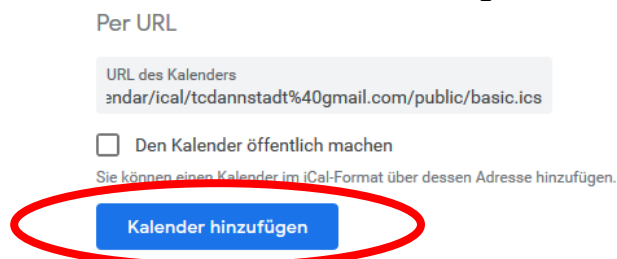 Per URL
URL des Kalenders
endar/ical/tcdannstadt%40gmail.com/public/basic.ics
Den Kalender öffentlich machen
Sie können einen Kalender im iCal-Format über dessen Adresse hinzufügen.
Kalender hinzufügen